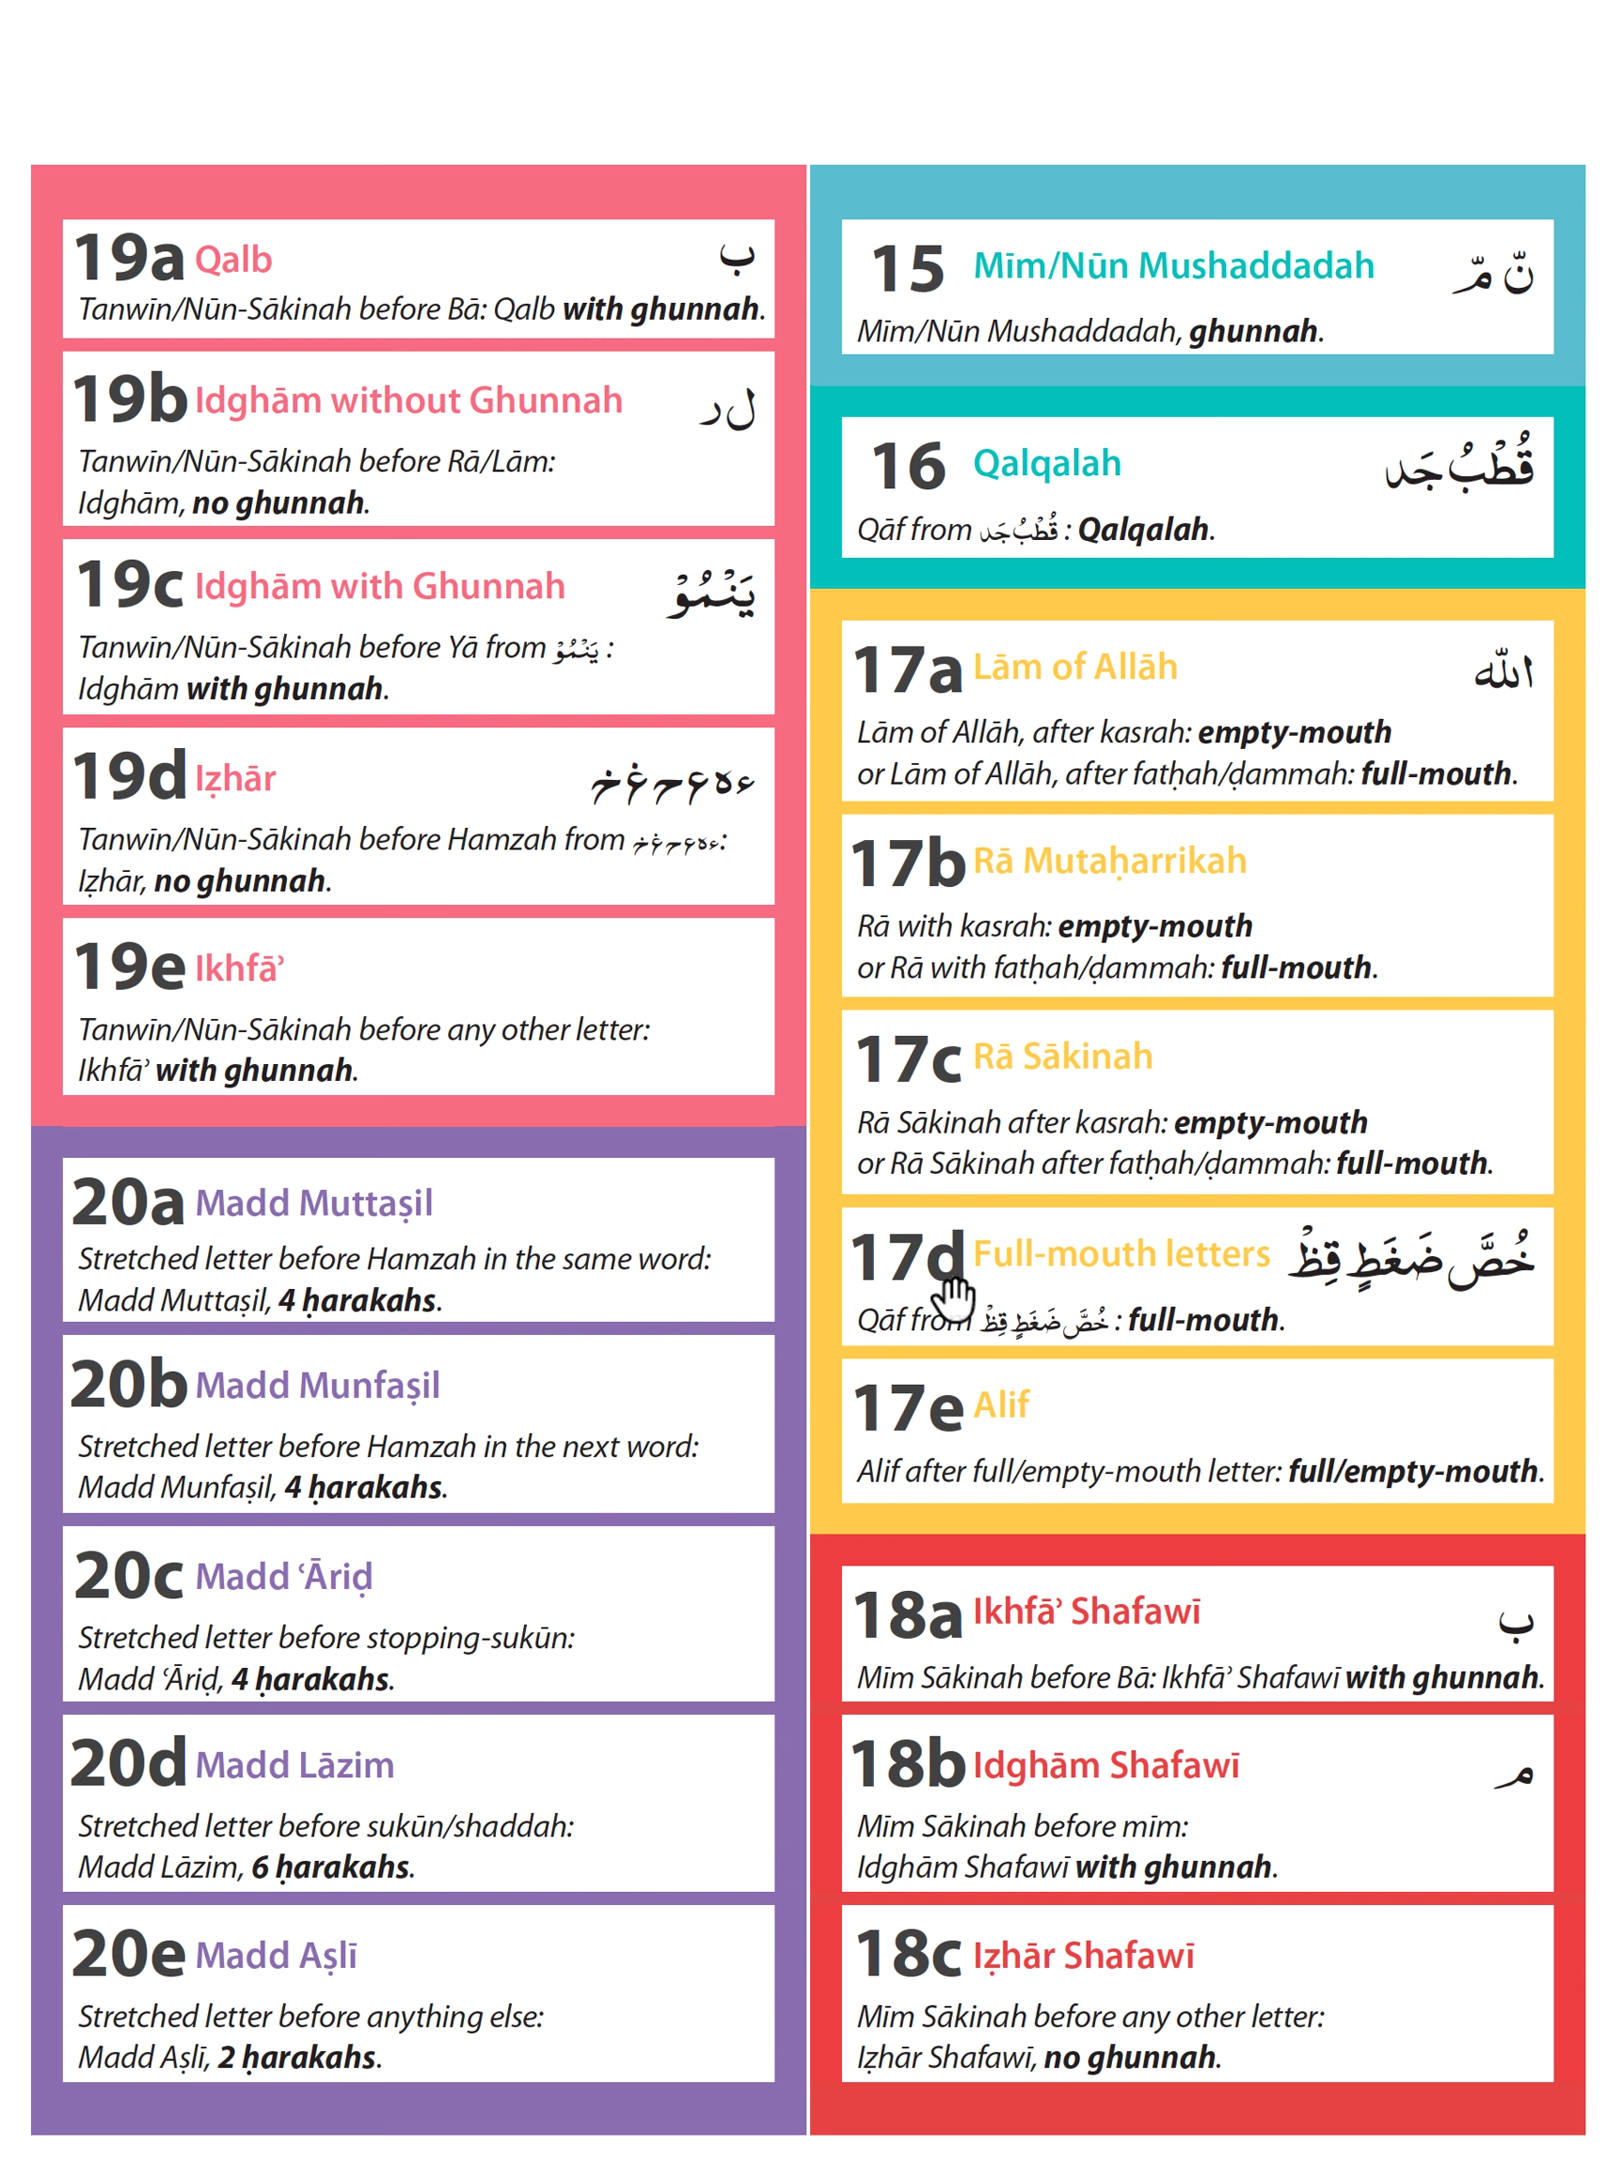 19a Qalb ب
Tanwīn/Nūn-Sākinah before Bā: Qalb with ghunnah.
19b Idghām without Ghunnah ل ر
Tanwīn/Nūn-Sākinah before Rā/Lām:
Idghām, no ghunnah.
19c Idghām with Ghunnah يَنْمُوْ
Tanwīn/Nūn-Sākinah before Yā from يَنْمُوْ :
Idghām with ghunnah.
19d Iẓhār ء ه ع ح غ خ
Tanwīn/Nūn-Sākinah before Hamzah from ء ه ع ح غ خ:
Iẓhār, no ghunnah.
19e Ikhfāʾ
Tanwīn/Nūn-Sākinah before any other letter:
Ikhfāʾ with ghunnah.
20a Madd Muttaṣil
Stretched letter before Hamzah in the same word:
Madd Muttaṣil, 4 ḥarakahs.
20b Madd Munfaṣil
Stretched letter before Hamzah in the next word:
Madd Munfaṣil, 4 ḥarakahs.
20c Madd ʿĀriḍ
Stretched letter before stopping-sukūn:
Madd ʿĀriḍ, 4 ḥarakahs.
20d Madd Lāzim
Stretched letter before sukūn/shaddah:
Madd Lāzim, 6 ḥarakahs.
20e Madd Aṣlī
Stretched letter before anything else:
Madd Aṣlī, 2 ḥarakahs.
15 Mīm/Nūn Mushaddadah نّ مّ
Mīm/Nūn Mushaddadah, ghunnah.
16 Qalqalah قُطْبُ جَد
Qāf from قُطْبُ جَد : Qalqalah.
17a Lām of Allāh الله
Lām of Allāh, after kasrah: empty-mouth
or Lām of Allāh, after fatḥah/ḍammah: full-mouth.
17b Rā Mutaḥarrikah
Rā with kasrah: empty-mouth
or Rā with fatḥah/ḍammah: full-mouth.
17c Rā Sākinah
Rā Sākinah after kasrah: empty-mouth
or Rā Sākinah after fatḥah/ḍammah: full-mouth.
17d Full-mouth letters خُصَّ ضَغَطٍ قِظْ
Qāf from خُصَّ ضَغَطٍ قِظْ : full-mouth.
17e Alif
Alif after full/empty-mouth letter: full/empty-mouth.
18a Ikhfāʾ Shafawī ب
Mīm Sākinah before Bā: Ikhfāʾ Shafawī with ghunnah.
18b Idghām Shafawī م
Mīm Sākinah before mīm:
Idghām Shafawī with ghunnah.
18c Iẓhār Shafawī
Mīm Sākinah before any other letter:
Iẓhār Shafawī, no ghunnah.